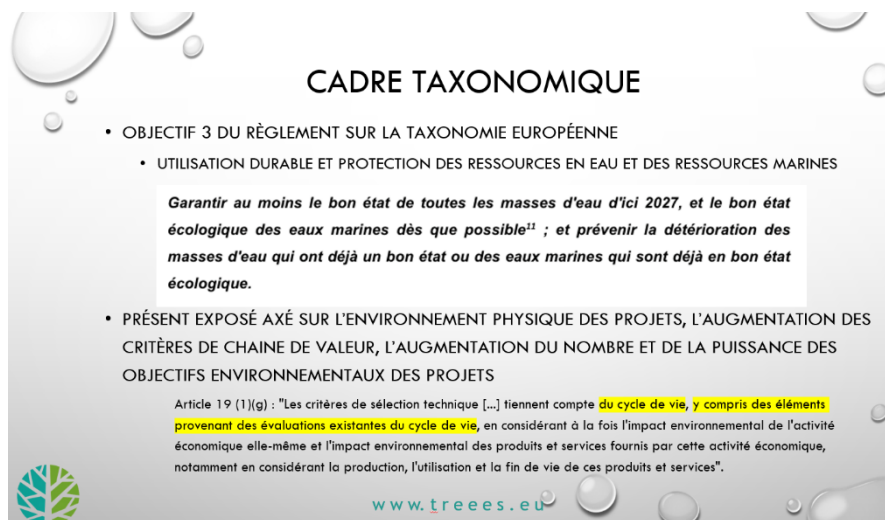 CADRE TAXONOMIQUE
• OBJECTIF 3 DU RÈGLEMENT SUR LA TAXONOMIE EUROPÉENNE
• UTILISATION DURABLE ET PROTECTION DES RESSOURCES EN EAU ET DES RESSOURCES MARINES
Garantir au moins le bon état de toutes les masses d'eau d'ici 2027, et le bon état
écologique des eaux marines dès que possible¹¹ ; et prévenir la détérioration des
masses d'eau qui ont déjà un bon état ou des eaux marines qui sont déjà en bon état
écologique.
• PRÉSENT EXPOSÉ AXÉ SUR L'ENVIRONNEMENT PHYSIQUE DES PROJETS, L'AUGMENTATION DES
CRITÈRES DE CHAINE DE VALEUR, L'AUGMENTATION DU NOMBRE ET DE LA PUISSANCE DES
OBJECTIFS ENVIRONNEMENTAUX DES PROJETS
Article 19 (1)(g) : "Les critères de sélection technique [...] tiennent compte du cycle de vie, y compris des éléments
provenant des évaluations existantes du cycle de vie, en considérant à la fois l'impact environnemental de l'activité
économique elle-même et l'impact environnemental des produits et services fournis par cette activité économique,
notamment en considérant la production, l'utilisation et la fin de vie de ces produits et services".
www.treees.eu